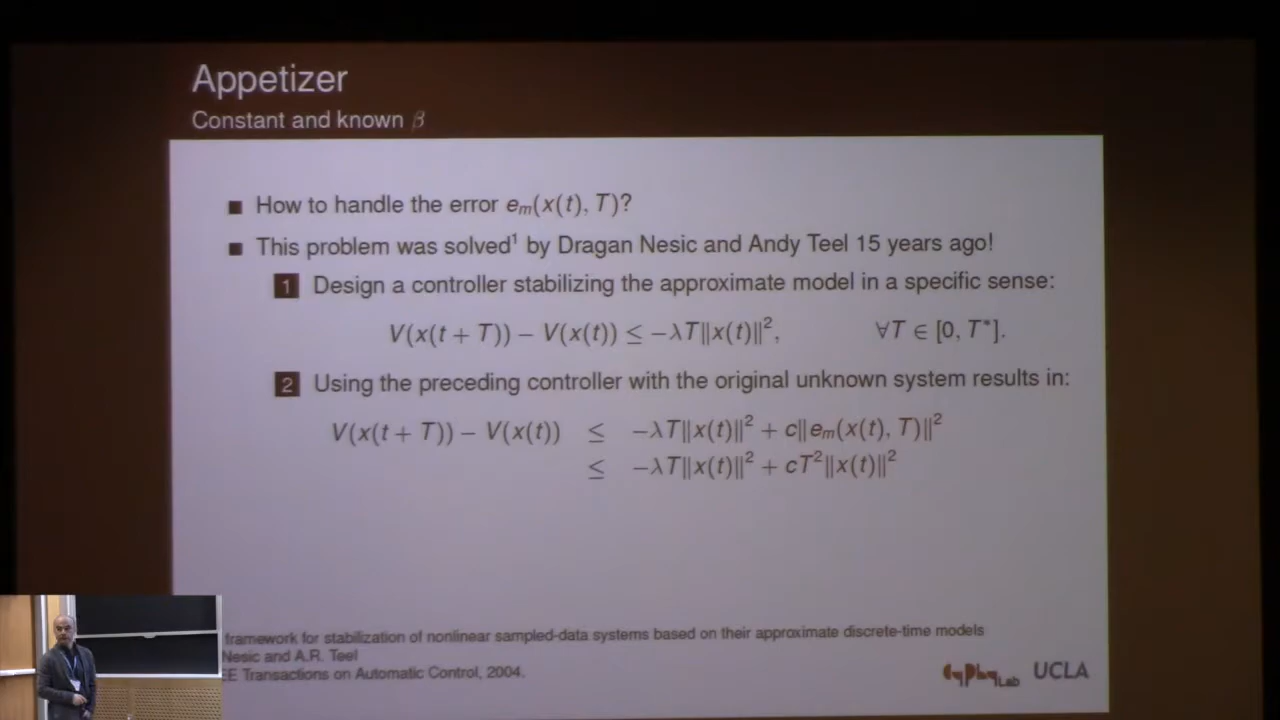 Appetizer
Constant and known β
How to handle the error eₘ(x(t), T)?
This problem was solved¹ by Dragan Nesic and Andy Teel 15 years ago!
1 Design a controller stabilizing the approximate model in a specific sense:
V(x(t + T)) − V(x(t)) ≤ −λT‖x(t)‖², ∀T ∈ [0, T*].
2 Using the preceding controller with the original unknown system results in:
V(x(t + T)) − V(x(t)) ≤ −λT‖x(t)‖² + c‖eₘ(x(t), T)‖²
≤ −λT‖x(t)‖² + cT²‖x(t)‖²
framework for stabilization of nonlinear sampled-data systems based on their approximate discrete-time models
Nesic and A.R. Teel
EE Transactions on Automatic Control, 2004.
CyPhyLab UCLA